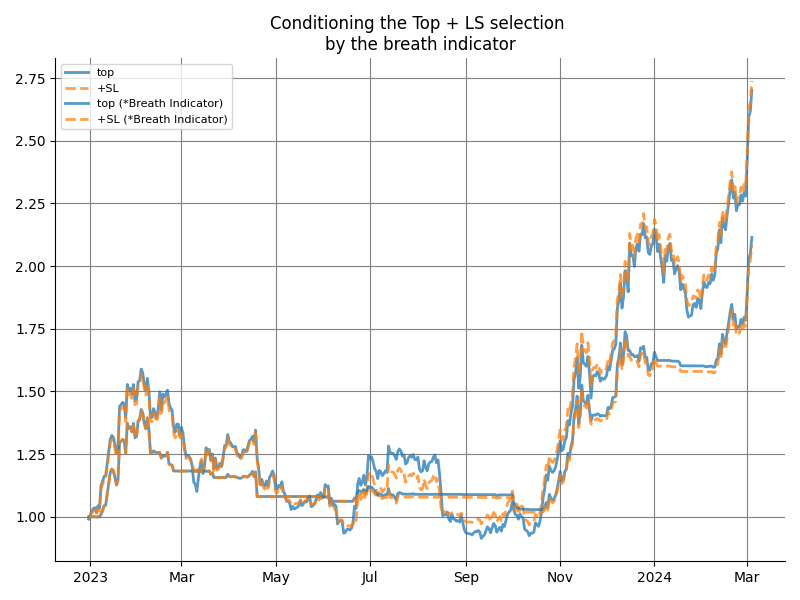 Conditioning the Top + LS selection
by the breath indicator
top
+SL
top (*Breath Indicator)
+SL (*Breath Indicator)
2.75
2.50
2.25
2.00
1.75
1.50
1.25
1.00
2023
Mar
May
Jul
Sep
Nov
2024
Mar